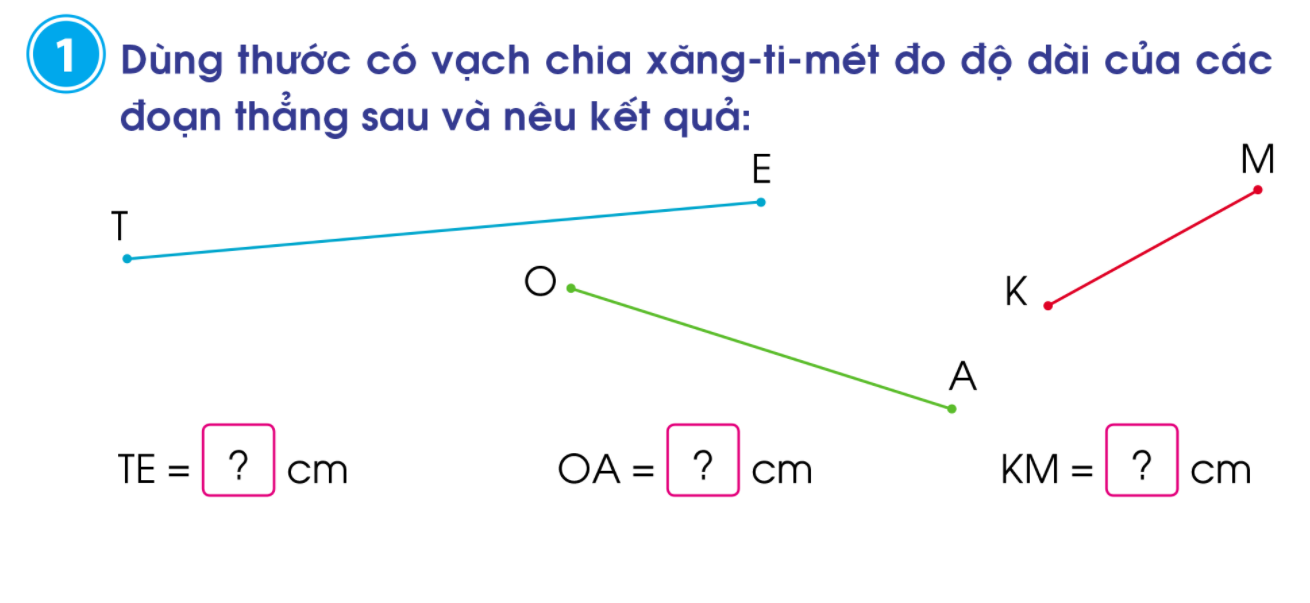 1 Dùng thước có vạch chia xăng-ti-mét đo độ dài của các
đoạn thẳng sau và nêu kết quả:
T
E
M
O
K
A
TE = ? cm
OA = ? cm
KM = ? cm